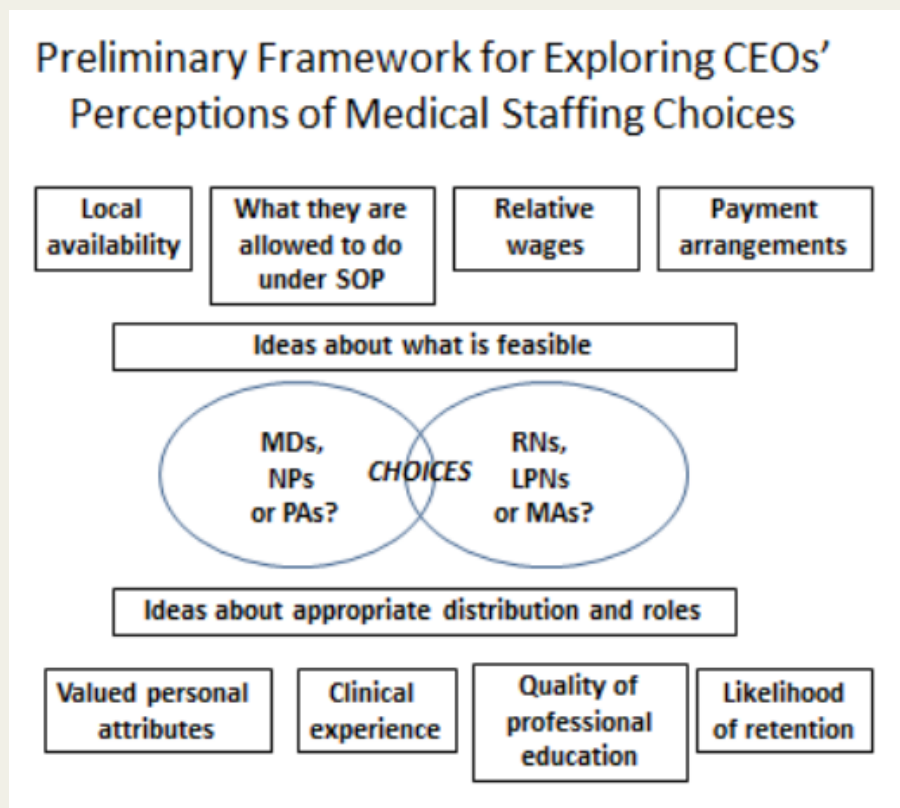 Preliminary Framework for Exploring CEOs'
Perceptions of Medical Staffing Choices
Local
availability
What they are
allowed to do
under SOP
Relative
wages
Payment
arrangements
Ideas about what is feasible
MDs,
NPs
or PAs?
CHOICES
RNs,
LPNs
or MAs?
Ideas about appropriate distribution and roles
Valued personal
attributes
Clinical
experience
Quality of
professional
education
Likelihood
of retention